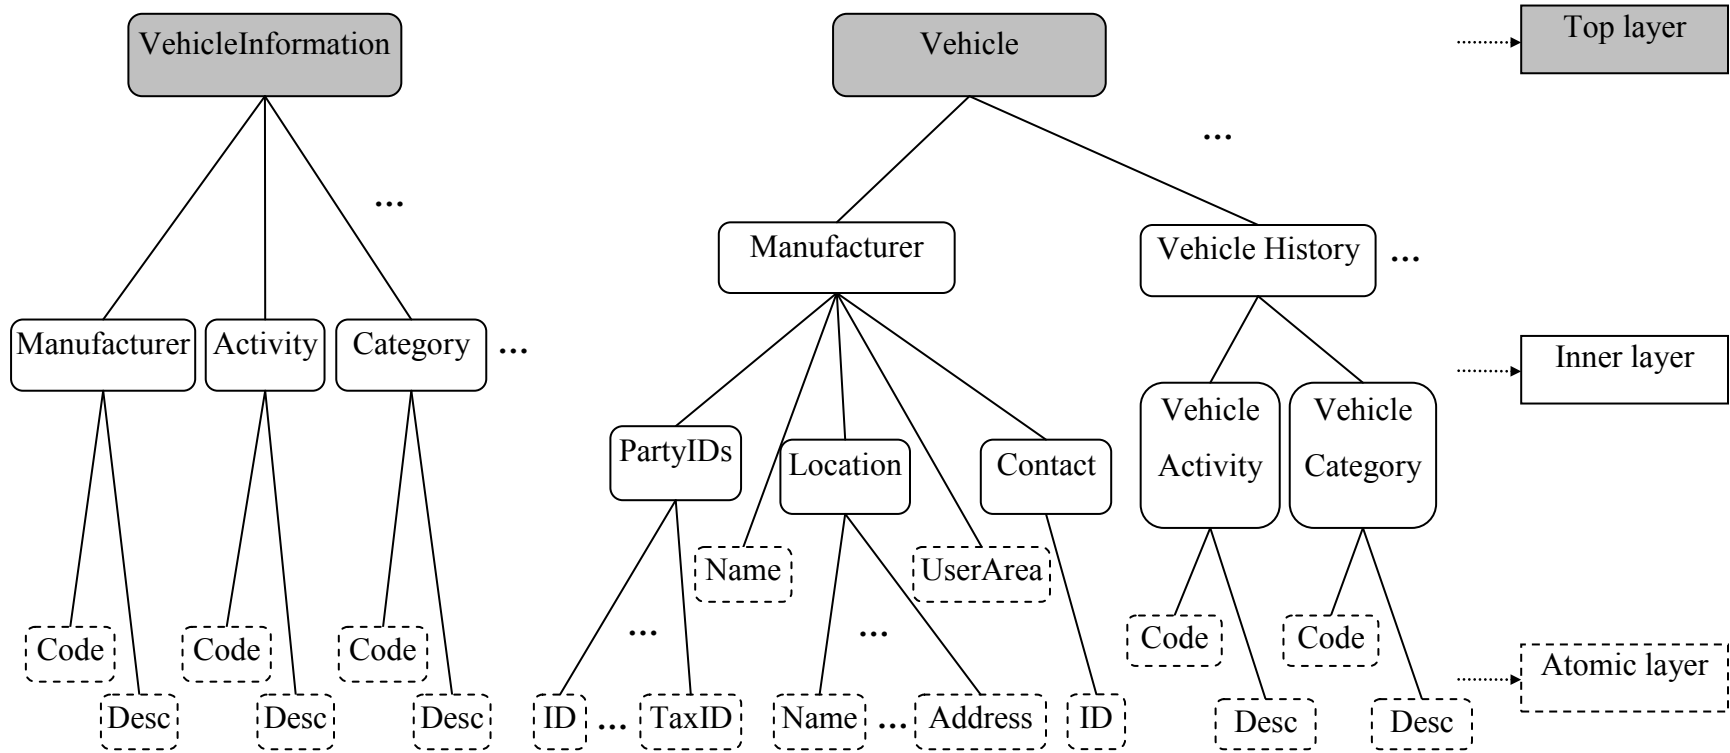 VehicleInformation
Vehicle
Top layer
...
...
Manufacturer
Vehicle History
...
Manufacturer
Activity
Category
...
Inner layer
PartyIDs
Location
Contact
Vehicle
Activity
Vehicle
Category
Name
UserArea
Code
Code
Code
...
...
Code
Code
Atomic layer
Desc
Desc
Desc
ID
...
TaxID
Name
...
Address
ID
Desc
Desc